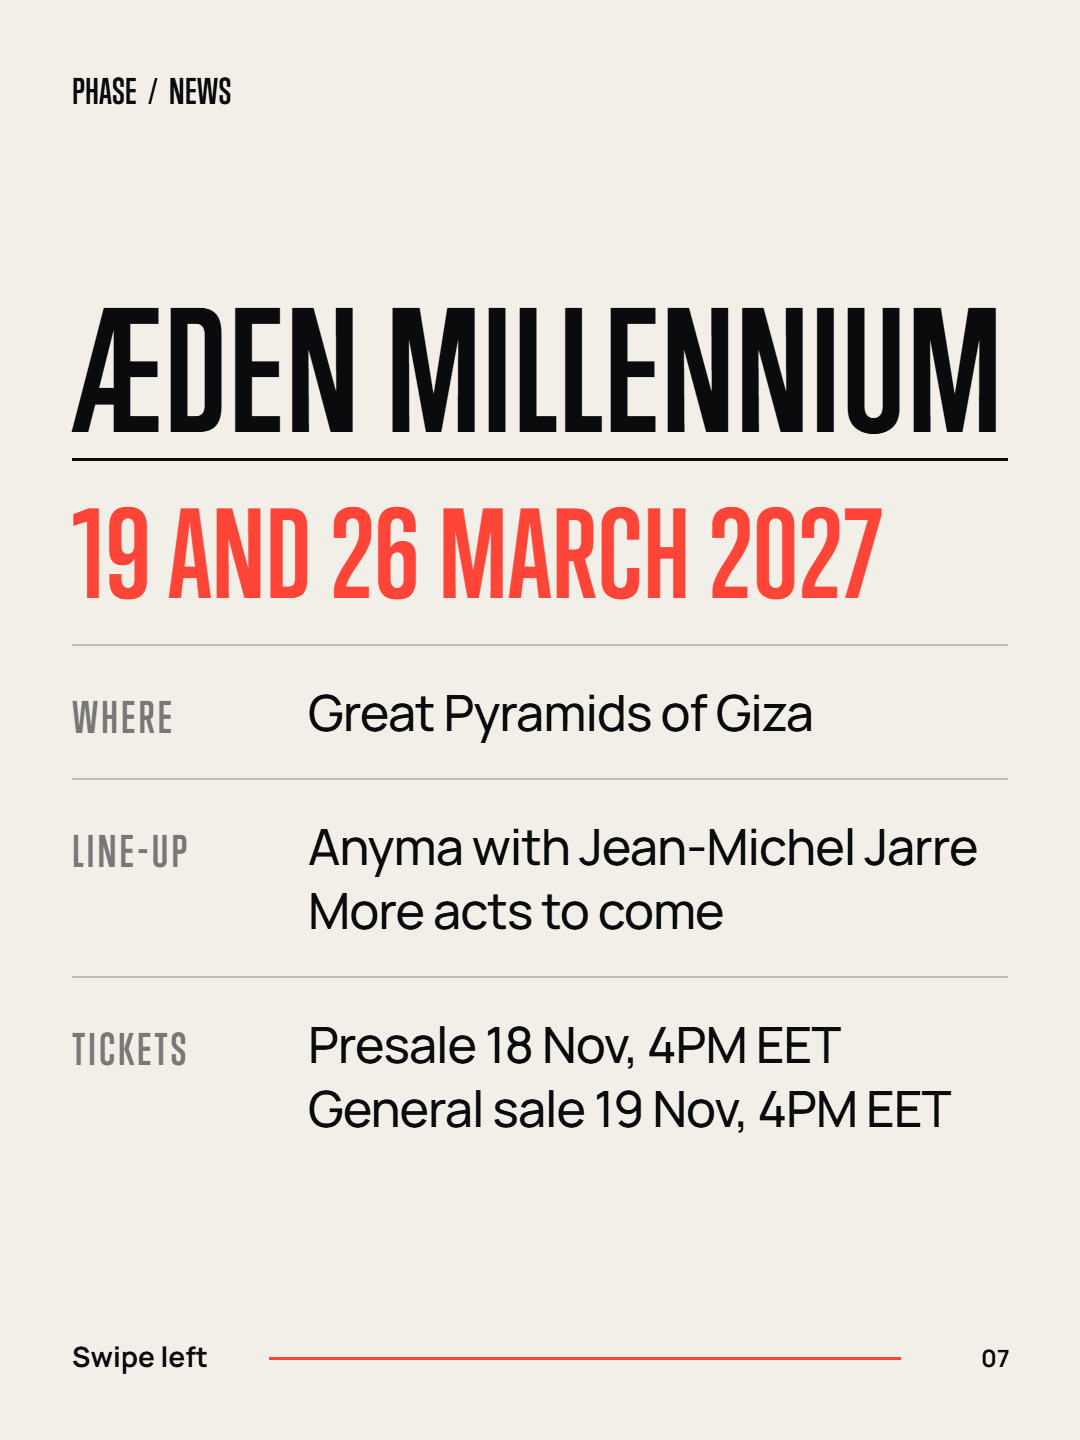 PHASE / NEWS
ÆDEN MILLENNIUM
19 AND 26 MARCH 2027
WHERE
Great Pyramids of Giza
LINE-UP
Anyma with Jean-Michel Jarre
More acts to come
TICKETS
Presale 18 Nov, 4PM EET
General sale 19 Nov, 4PM EET
Swipe left
07